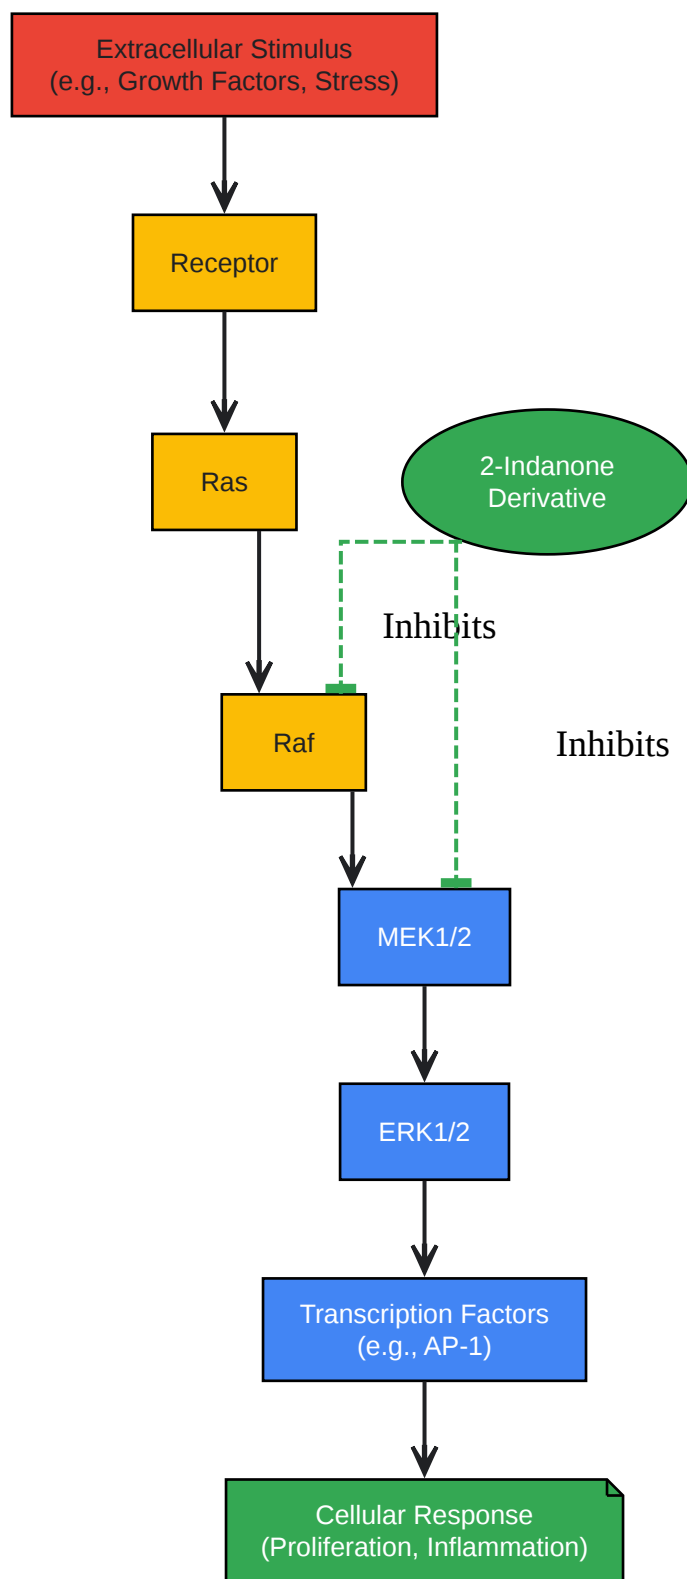 Extracellular Stimulus
(e.g., Growth Factors, Stress)
Receptor
Ras
2-Indanone
Derivative
Inhibits
Raf
Inhibits
MEK1/2
ERK1/2
Transcription Factors
(e.g., AP-1)
Cellular Response
(Proliferation, Inflammation)